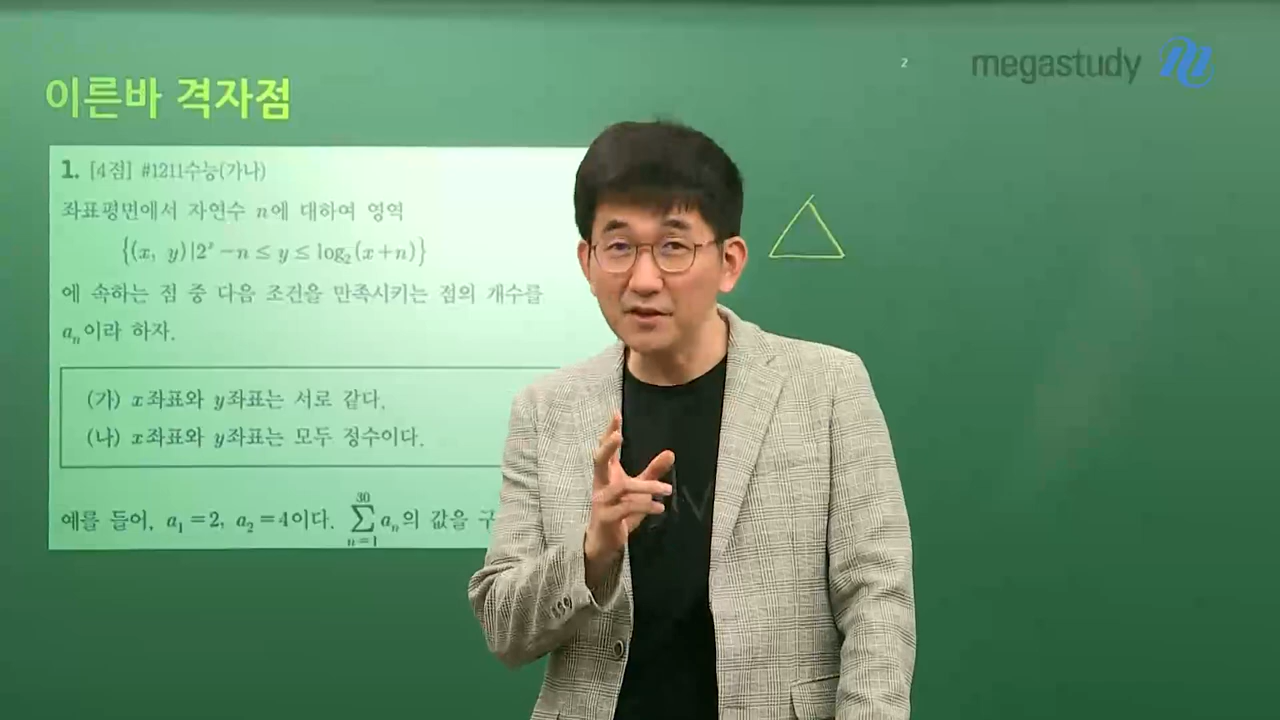 이른바 격자점
2
megastudy
1. [4점] #1211수능(가나)
좌표평면에서 자연수 n에 대하여 영역
{(x, y)|2ˣ-n ≤ y ≤ log₂(x+n)}
에 속하는 점 중 다음 조건을 만족시키는 점의 개수를
aₙ이라 하자.
(가) x좌표와 y좌표는 서로 같다.
(나) x좌표와 y좌표는 모두 정수이다.
예를 들어, a₁=2, a₂=4이다. ∑ₙ₌₁³⁰ aₙ의 값을 구